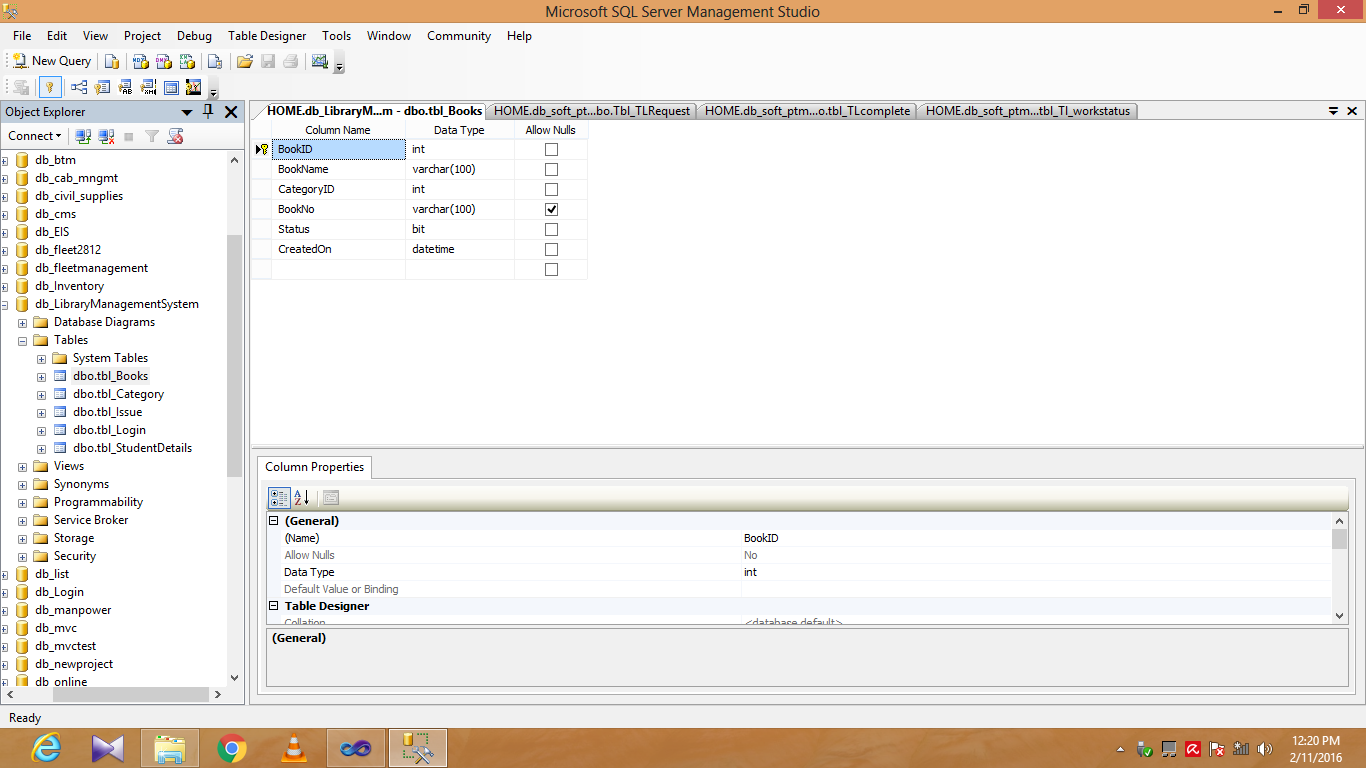 Microsoft SQL Server Management Studio
File Edit View Project Debug Table Designer Tools Window Community Help
New Query
Object Explorer
Connect
db_btm
db_cab_mngmt
db_civil_supplies
db_cms
db_EIS
db_fleet2812
db_fleetmanagement
db_Inventory
db_LibraryManagementSystem
Database Diagrams
Tables
System Tables
dbo.tbl_Books
dbo.tbl_Category
dbo.tbl_Issue
dbo.tbl_Login
dbo.tbl_StudentDetails
Views
Synonyms
Programmability
Service Broker
Storage
Security
db_list
db_Login
db_manpower
db_mvc
db_mvctest
db_newproject
db_online
HOME.db_LibraryM...m - dbo.tbl_Books HOME.db_soft_pt...bo.Tbl_TLRequest HOME.db_soft_ptm...o.tbl_TLcomplete HOME.db_soft_ptm...tbl_Tl_workstatus
Column Name Data Type Allow Nulls
BookID int
BookName varchar(100)
CategoryID int
BookNo varchar(100)
Status bit
CreatedOn datetime
Column Properties
(General)
(Name) BookID
Allow Nulls No
Data Type int
Default Value or Binding
Table Designer
Collation <database default>
(General)
Ready
12:20 PM
2/11/2016